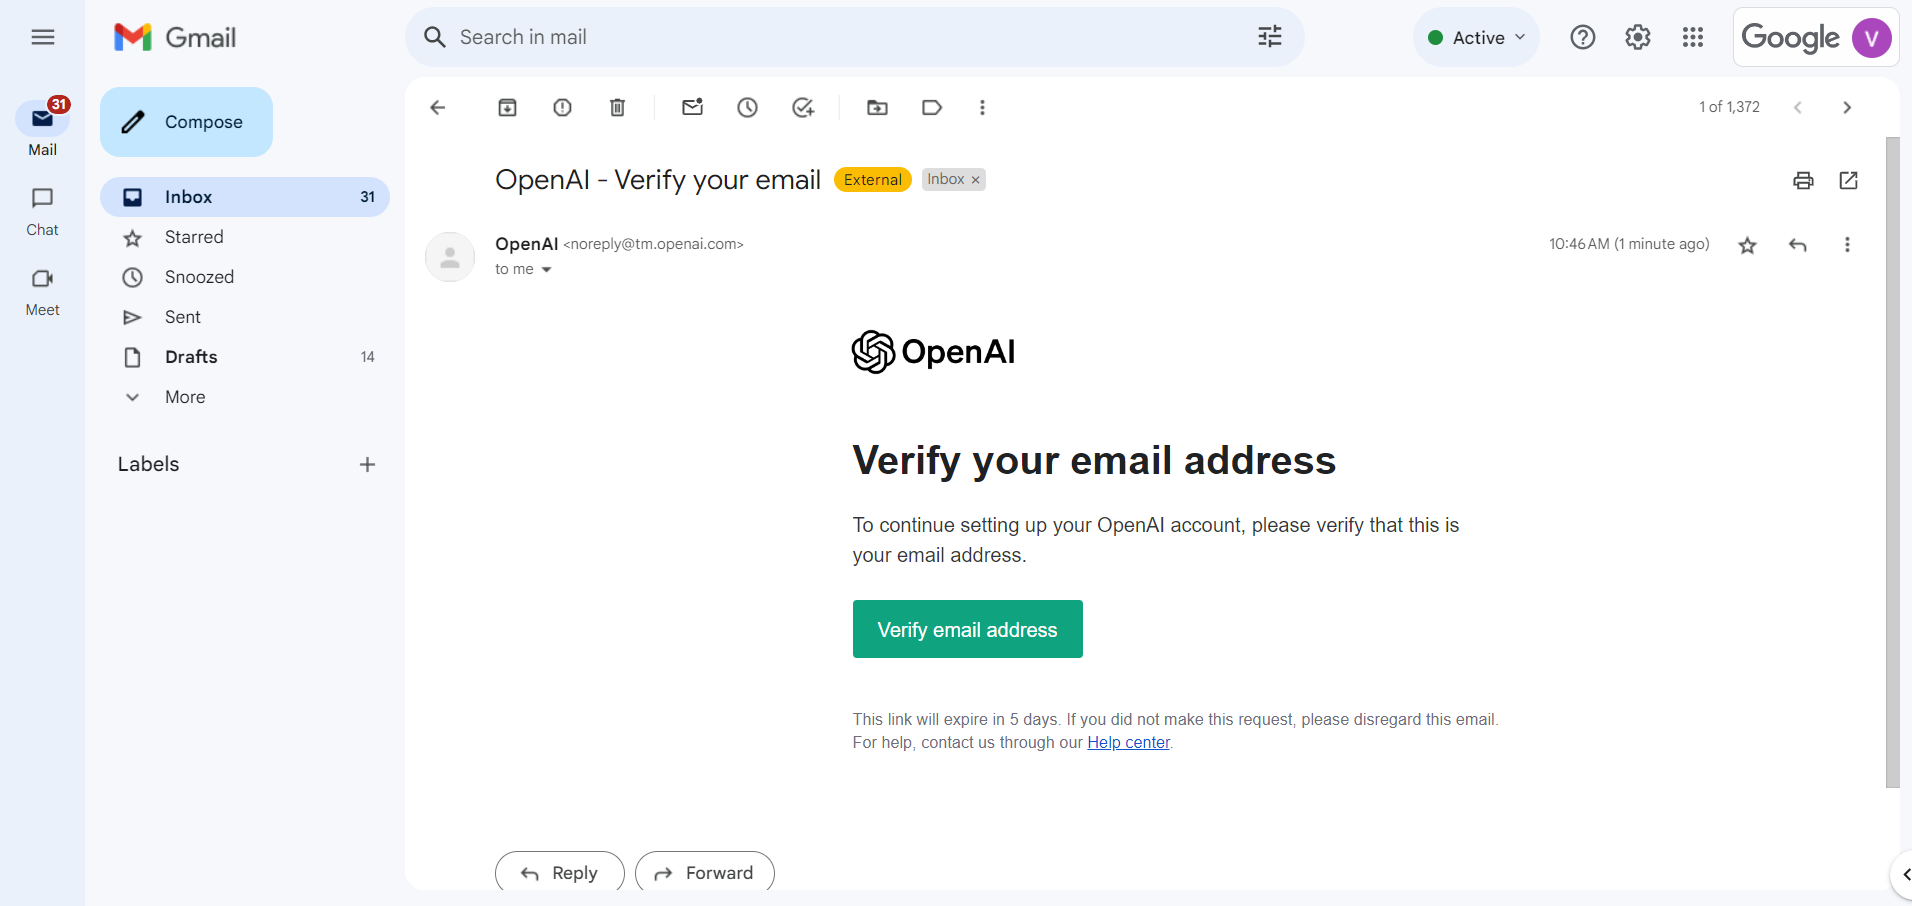 Gmail
Search in mail
Active
Google
V
31
Mail
Chat
Meet
Compose
Inbox 31
Starred
Snoozed
Sent
Drafts 14
More
Labels
1 of 1,372
OpenAI - Verify your email External Inbox ×
OpenAI <noreply@tm.openai.com> 10:46 AM (1 minute ago)
to me
OpenAI
Verify your email address
To continue setting up your OpenAI account, please verify that this is
your email address.
Verify email address
This link will expire in 5 days. If you did not make this request, please disregard this email.
For help, contact us through our Help center.
Reply Forward